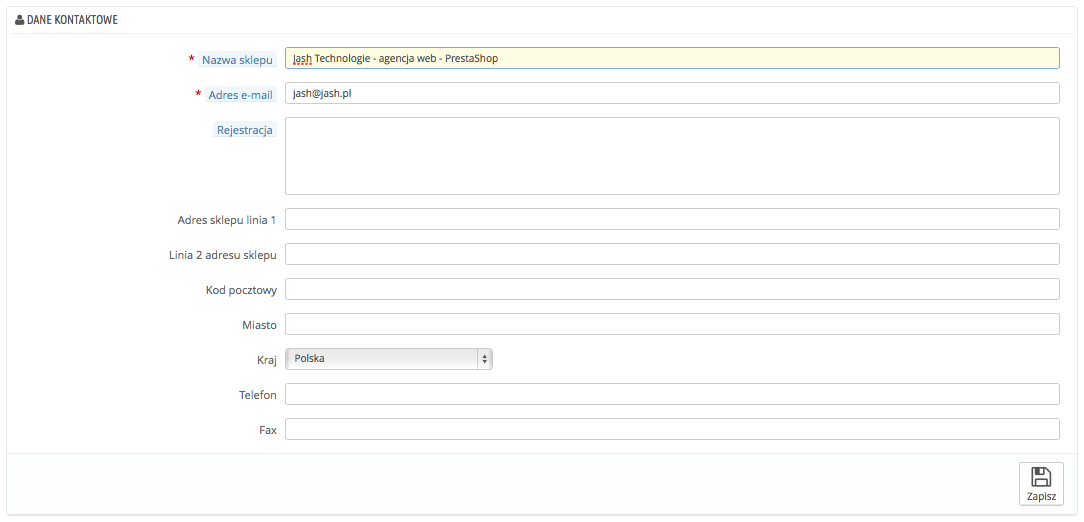 DANE KONTAKTOWE
* Nazwa sklepu Jash Technologie - agencja web - PrestaShop
* Adres e-mail jash@jash.pl
Rejestracja
Adres sklepu linia 1
Linia 2 adresu sklepu
Kod pocztowy
Miasto
Kraj Polska
Telefon
Fax
Zapisz